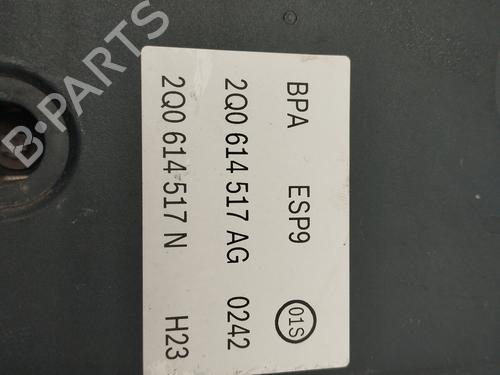 BPA ESP9 01S
2Q0 614 517 AG 0242
2Q0 614 517 N H23
B-PARTS